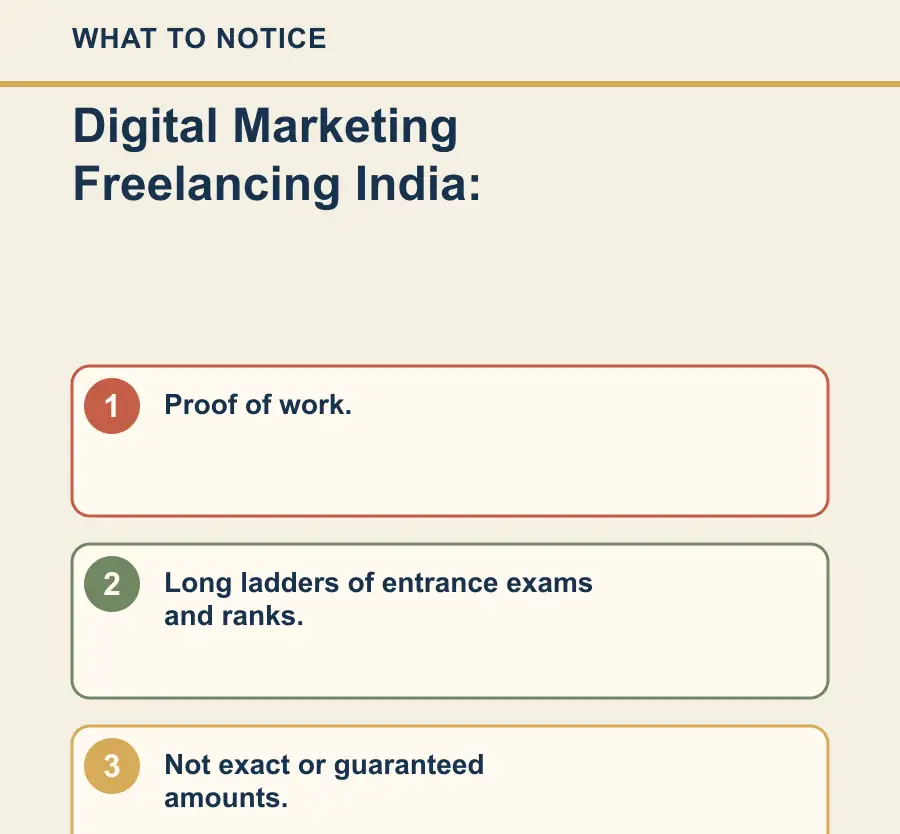 WHAT TO NOTICE
Digital Marketing
Freelancing India:
1
Proof of work.
2
Long ladders of entrance exams
and ranks.
3
Not exact or guaranteed
amounts.